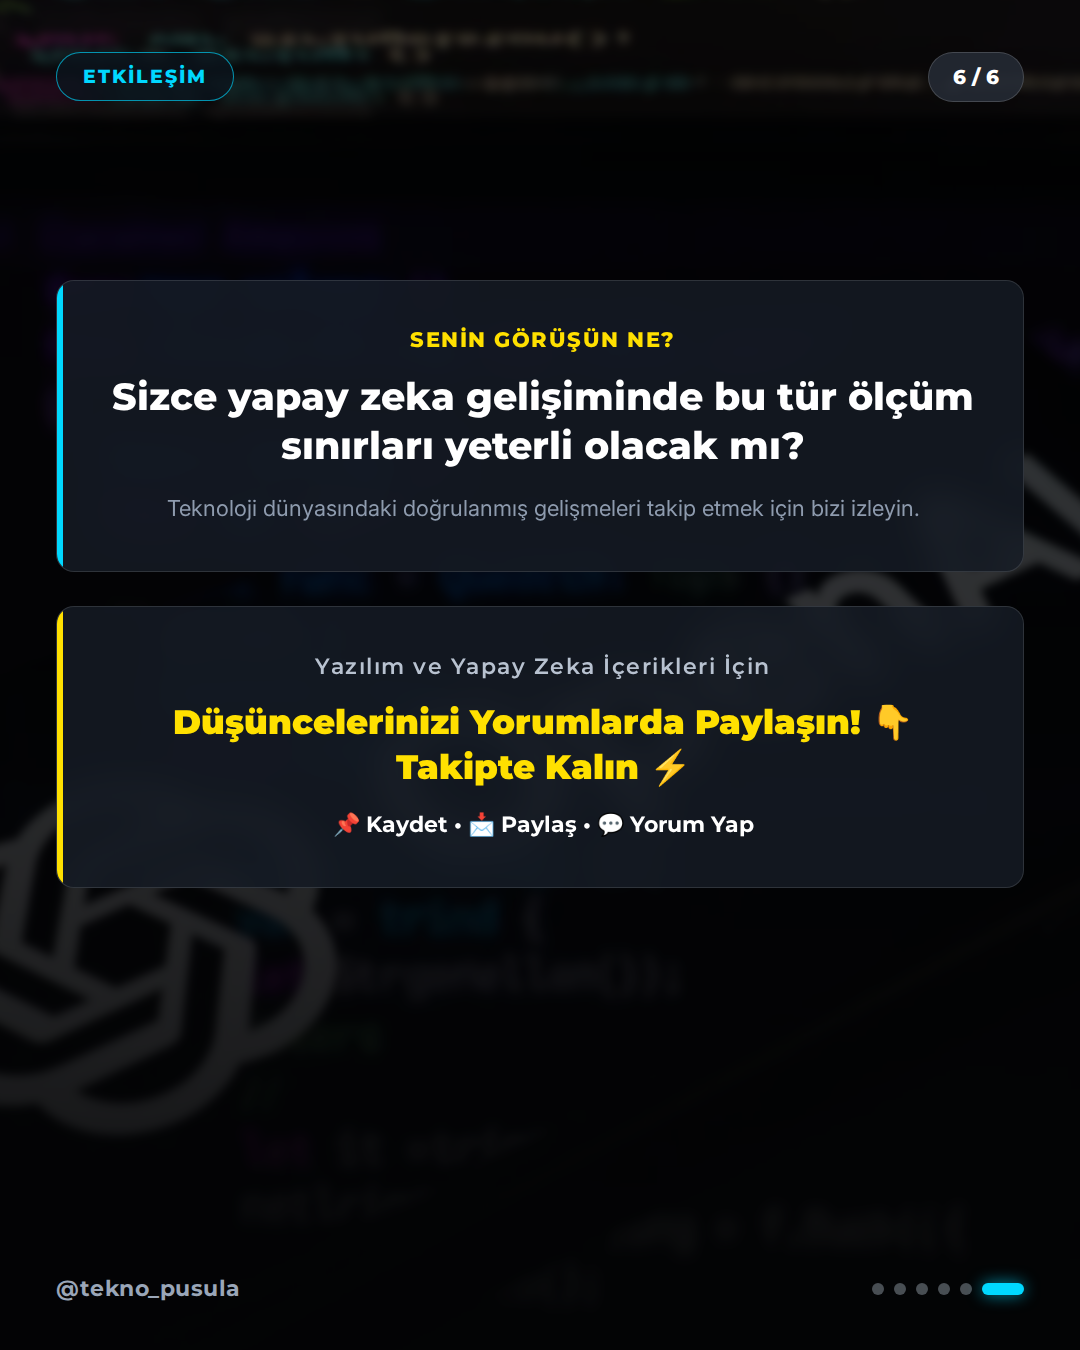 ETKİLEŞİM
6 / 6
SENİN GÖRÜŞÜN NE?
Sizce yapay zeka gelişiminde bu tür ölçüm
sınırları yeterli olacak mı?
Teknoloji dünyasındaki doğrulanmış gelişmeleri takip etmek için bizi izleyin.
Yazılım ve Yapay Zeka İçerikleri İçin
Düşüncelerinizi Yorumlarda Paylaşın! 👇
Takipte Kalın ⚡
📌 Kaydet • 📩 Paylaş • 💬 Yorum Yap
@tekno_pusula